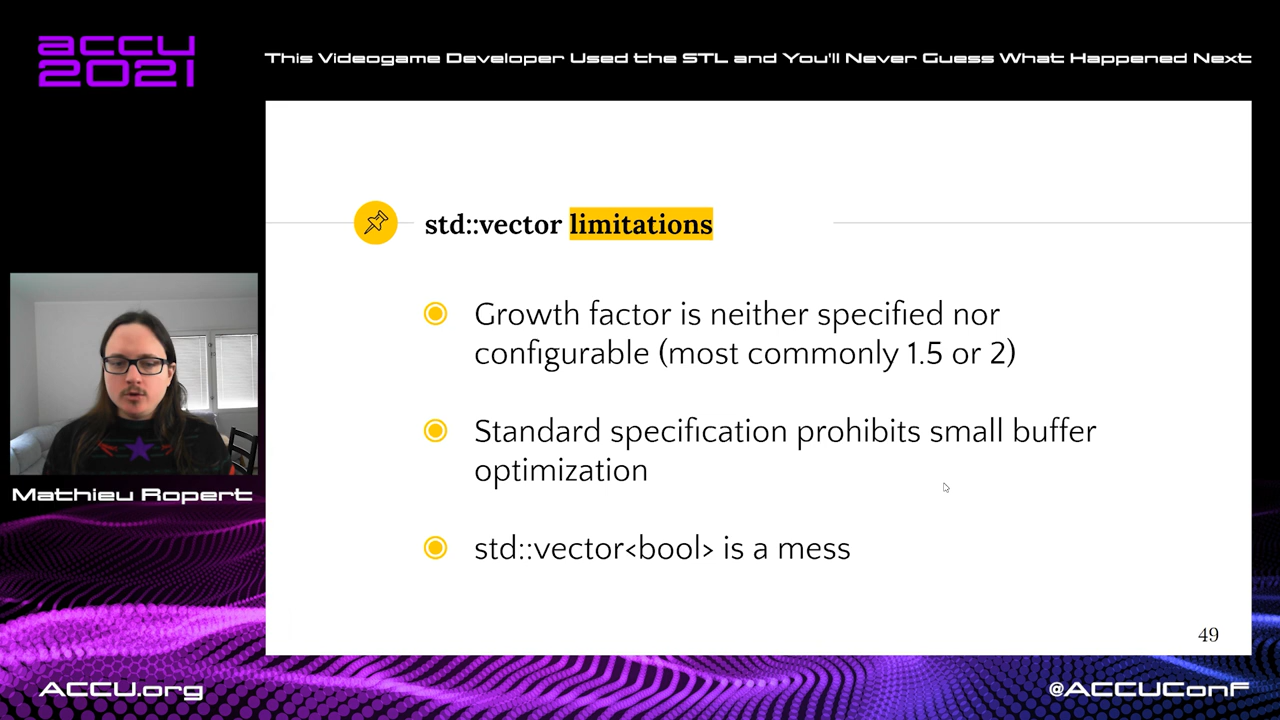 accu
2021
This Videogame Developer Used the STL and You'll Never Guess What Happened Next
std::vector limitations
Growth factor is neither specified nor
configurable (most commonly 1.5 or 2)
Standard specification prohibits small buffer
optimization
std::vector<bool> is a mess
49
Mathieu Ropert
ACCU.org
@ACCUConf